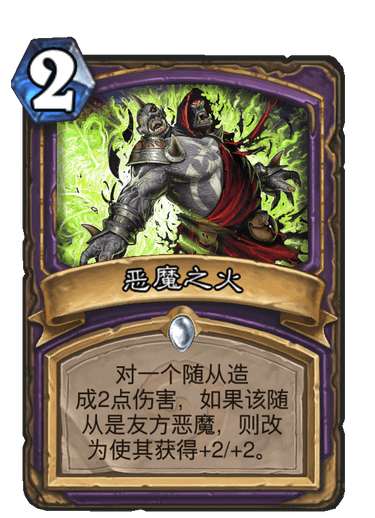 2
恶魔之火
对一个随从造
成2点伤害，如果该随
从是友方恶魔，则改
为使其获得+2/+2。